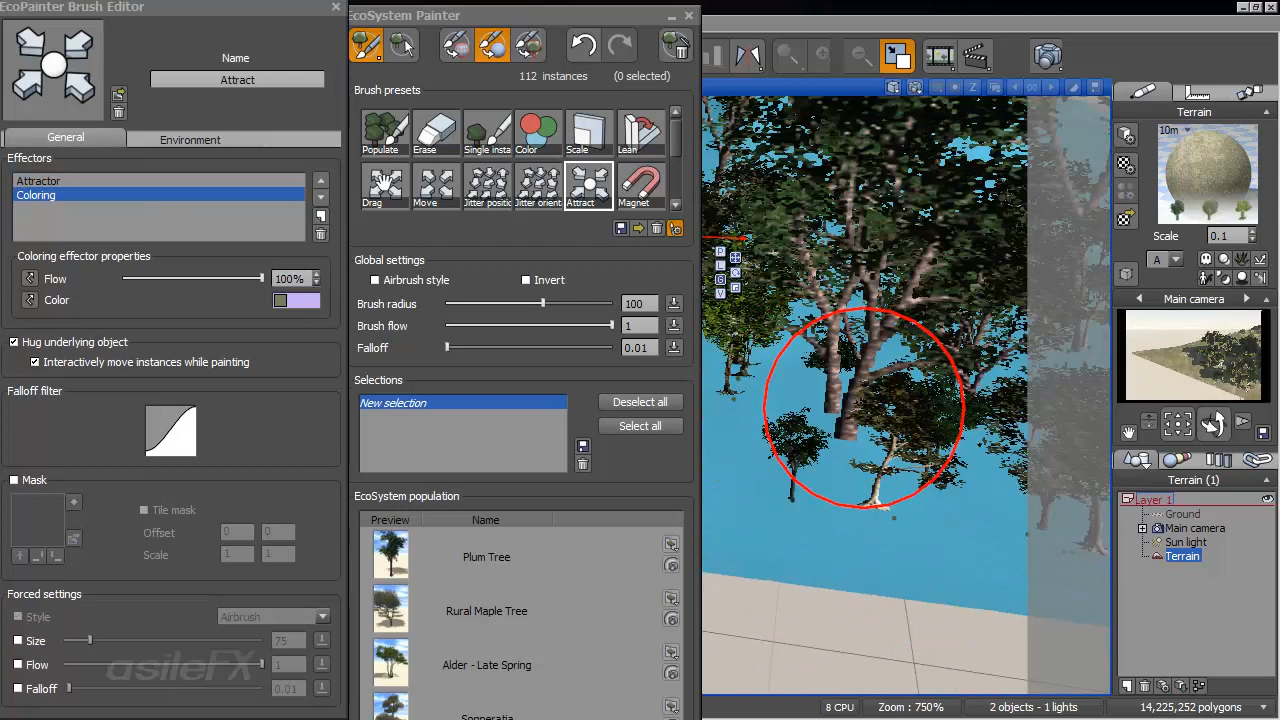 EcoPainter Brush Editor
Name
Attract
General
Environment
Effectors
Attractor
Coloring
Coloring effector properties
Flow
100%
Color
Hug underlying object
Interactively move instances while painting
Falloff filter
Mask
Tile mask
Offset
0
0
Scale
1
1
Forced settings
Style
Airbrush
Size
75
Flow
1
Falloff
0.01
asileFX
EcoSystem Painter
112 instances
(0 selected)
Brush presets
Populate
Erase
Single insta
Color
Scale
Lean
Drag
Move
Jitter positic
Jitter orient
Attract
Magnet
Global settings
Airbrush style
Invert
Brush radius
100
Brush flow
1
Falloff
0.01
Selections
New selection
Deselect all
Select all
EcoSystem population
Preview
Name
Plum Tree
Rural Maple Tree
Alder - Late Spring
Sonneratia
P
L
G
V
Z
Terrain
10m
Scale
0.1
A
Main camera
Terrain (1)
Layer 1
Ground
Main camera
Sun light
Terrain
8 CPU
Zoom : 750%
2 objects - 1 lights
14,225,252 polygons